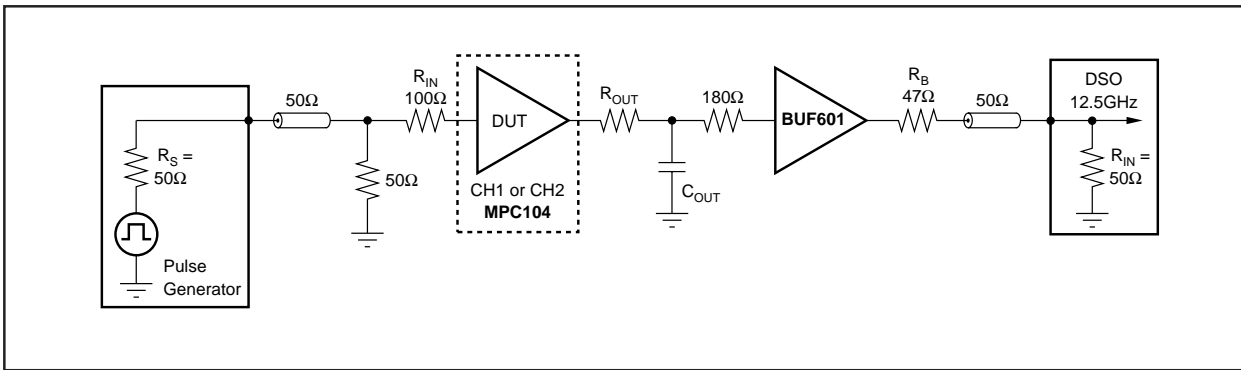 R_S =
50Ω
Pulse
Generator
50Ω
50Ω
R_IN
100Ω
DUT
CH1 or CH2
MPC104
R_OUT
C_OUT
180Ω
BUF601
R_B
47Ω
50Ω
DSO
12.5GHz
R_IN =
50Ω